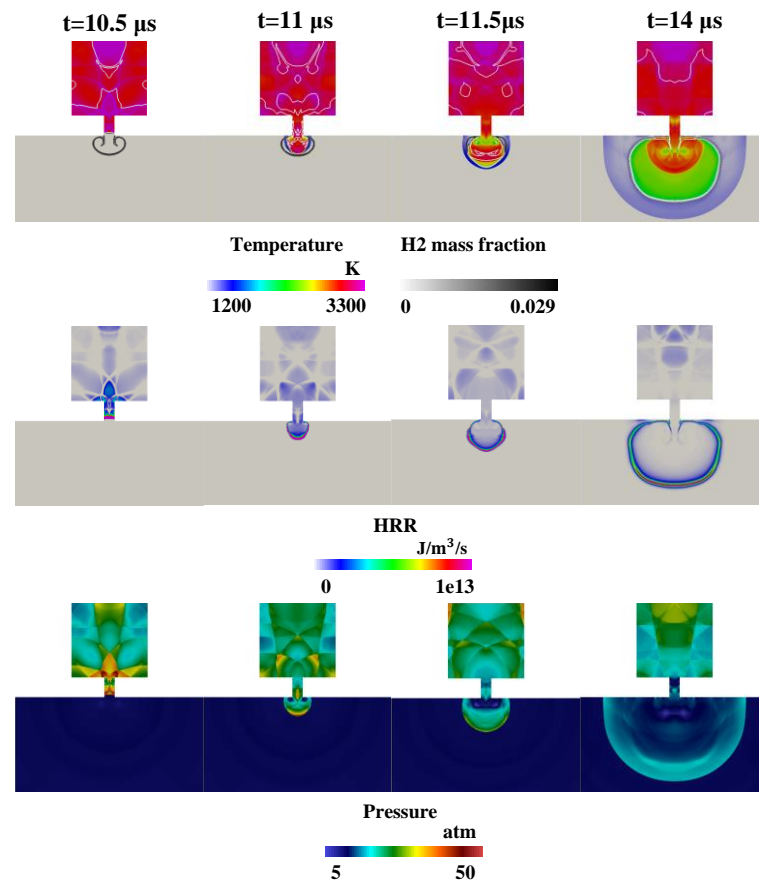 t=10.5 μs t=11 μs t=11.5μs t=14 μs
Temperature H2 mass fraction
K
1200 3300 0 0.029
HRR
J/m³/s
0 1e13
Pressure
atm
5 50